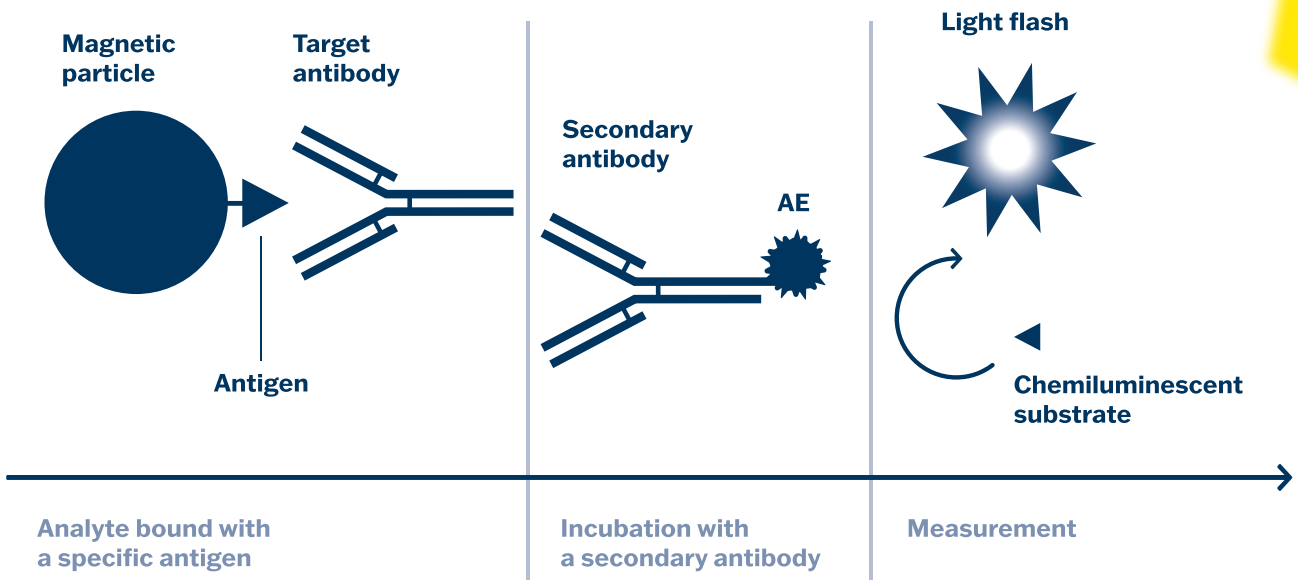 Magnetic
particle
Target
antibody
Antigen
Secondary
antibody
AE
Light flash
Chemiluminescent
substrate
Analyte bound with
a specific antigen
Incubation with
a secondary antibody
Measurement